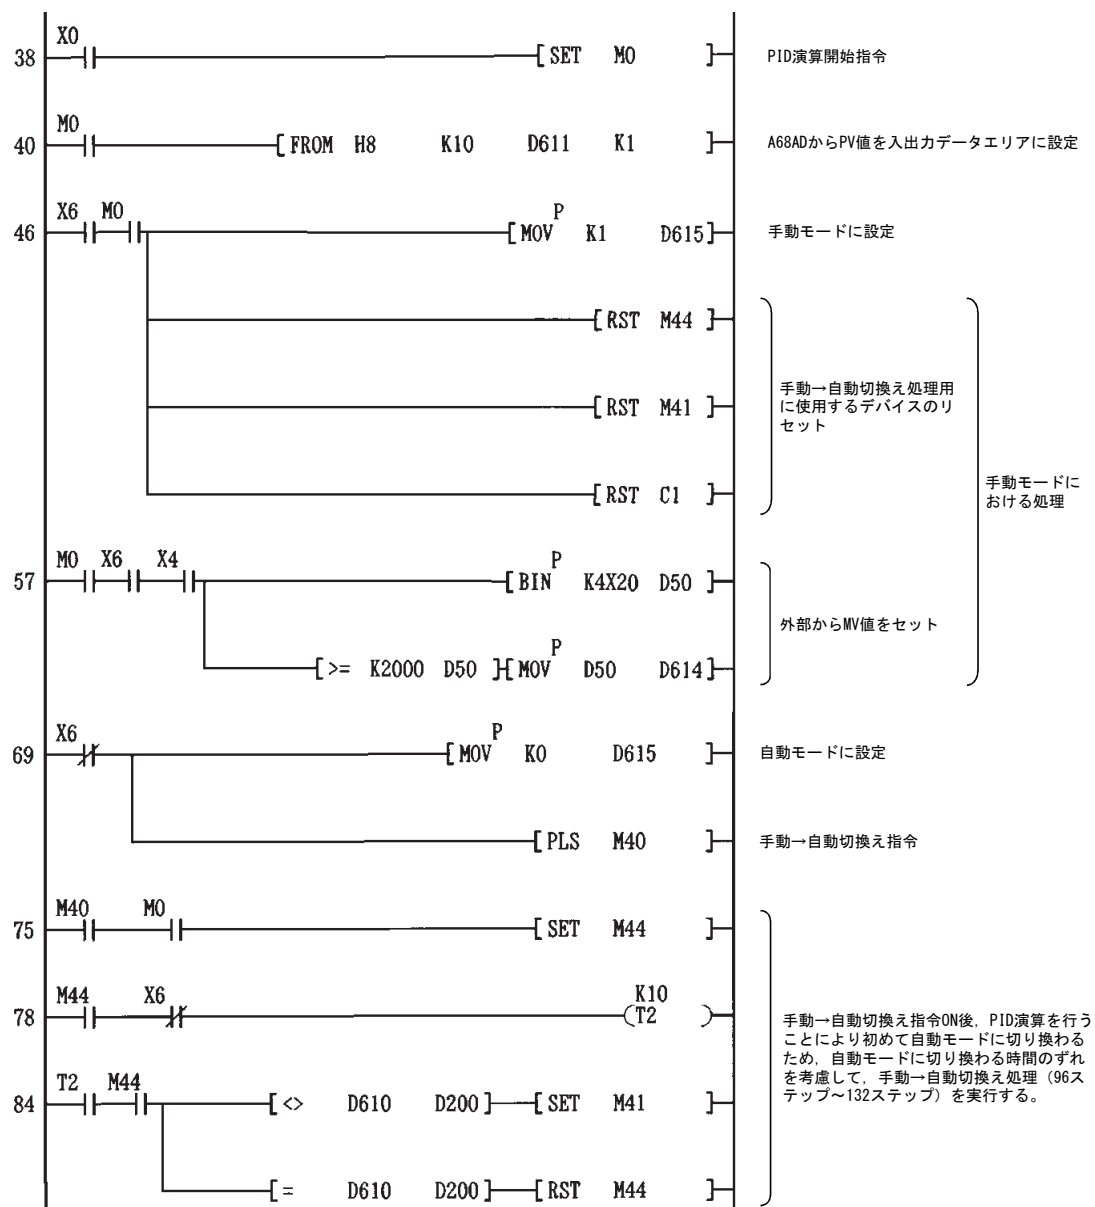 X0
38 [ SET M0 ] PID演算開始指令
M0
40 [ FROM H8 K10 D611 K1 ] A68ADからPV値を入出力データエリアに設定
X6 M0 P
46 [ MOV K1 D615 ] 手動モードに設定
[ RST M44 ]
手動→自動切換え処理用
に使用するデバイスのリ
セット
[ RST M41 ]
[ RST C1 ]
手動モードに
おける処理
M0 X6 X4 P
57 [ BIN K4X20 D50 ]
外部からMV値をセット
P
[ >= K2000 D50 ] [ MOV D50 D614 ]
X6 P
69 [ MOV K0 D615 ] 自動モードに設定
[ PLS M40 ] 手動→自動切換え指令
M40 M0
75 [ SET M44 ]
M44 X6 K10
78 ( T2 )
手動→自動切換え指令ON後，PID演算を行う
ことにより初めて自動モードに切り換わる
ため，自動モードに切り換わる時間のずれ
を考慮して，手動→自動切換え処理（96ス
テップ～132ステップ）を実行する。
T2 M44
84 [ <> D610 D200 ] [ SET M41 ]
[ = D610 D200 ] [ RST M44 ]